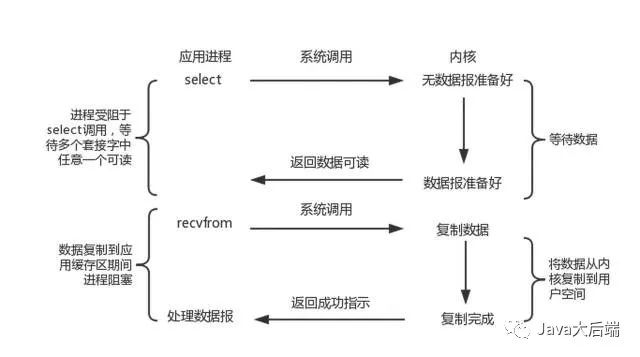 应用进程 系统调用 内核
select 无数据报准备好
进程受阻于
select调用，等
待多个套接字中
任意一个可读
等待数据
返回数据可读
数据报准备好
recvfrom 系统调用 复制数据
数据复制到应
用缓存区期间
进程阻塞
将数据从内
核复制到用
户空间
返回成功指示
处理数据报 复制完成
Java大后端